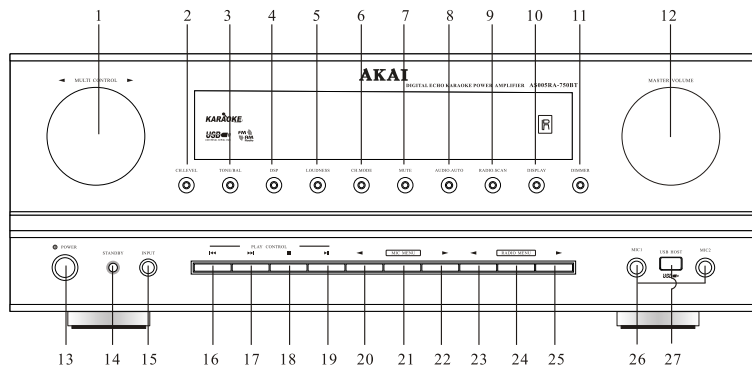 1 2 3 4 5 6 7 8 9 10 11 12
AKAI
MULTI CONTROL
MASTER VOLUME
DIGITAL ECHO KARAOKE POWER AMPLIFIER AS005RA-750BT
KARAOKE
USB FM AM
R
CH.LEVEL TONE/BAL DSP LOUDNESS CH.MODE MUTE AUDIO/AUTO RADIO SCAN DISPLAY DIMMER
POWER STANDBY INPUT PLAY CONTROL MIC MENU RADIO MENU MIC1 USB HOST MIC2
USB
13 14 15 16 17 18 19 20 21 22 23 24 25 26 27